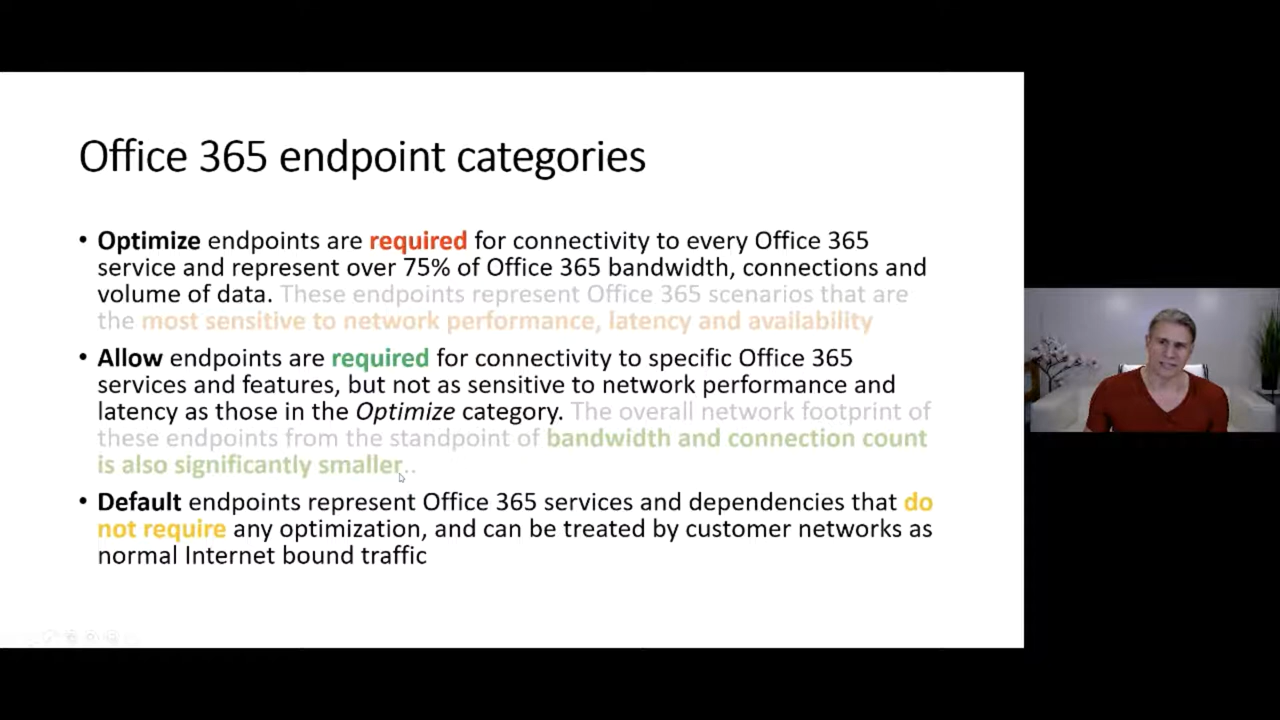 Office 365 endpoint categories
• Optimize endpoints are required for connectivity to every Office 365
service and represent over 75% of Office 365 bandwidth, connections and
volume of data. These endpoints represent Office 365 scenarios that are
the most sensitive to network performance, latency and availability
• Allow endpoints are required for connectivity to specific Office 365
services and features, but not as sensitive to network performance and
latency as those in the Optimize category. The overall network footprint of
these endpoints from the standpoint of bandwidth and connection count
is also significantly smaller..
• Default endpoints represent Office 365 services and dependencies that do
not require any optimization, and can be treated by customer networks as
normal Internet bound traffic